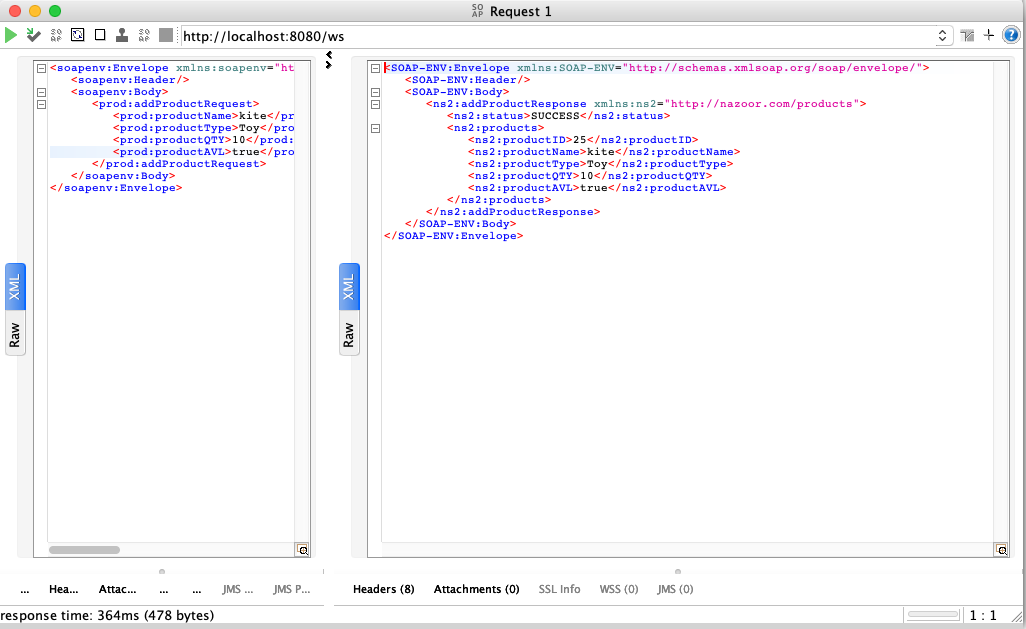 SO
AP
Request 1
http://localhost:8080/ws
<soapenv:Envelope xmlns:soapenv="ht
<soapenv:Header/>
<soapenv:Body>
<prod:addProductRequest>
<prod:productName>kite</pr
<prod:productType>Toy</pro
<prod:productQTY>10</prod:
<prod:productAVL>true</pro
</prod:addProductRequest>
</soapenv:Body>
</soapenv:Envelope>
XML
Raw
<SOAP-ENV:Envelope xmlns:SOAP-ENV="http://schemas.xmlsoap.org/soap/envelope/">
<SOAP-ENV:Header/>
<SOAP-ENV:Body>
<ns2:addProductResponse xmlns:ns2="http://nazoor.com/products">
<ns2:status>SUCCESS</ns2:status>
<ns2:products>
<ns2:productID>25</ns2:productID>
<ns2:productName>kite</ns2:productName>
<ns2:productType>Toy</ns2:productType>
<ns2:productQTY>10</ns2:productQTY>
<ns2:productAVL>true</ns2:productAVL>
</ns2:products>
</ns2:addProductResponse>
</SOAP-ENV:Body>
</SOAP-ENV:Envelope>
XML
Raw
... Hea... Attac... ... ... JMS ... JMS P...
Headers (8) Attachments (0) SSL Info WSS (0) JMS (0)
response time: 364ms (478 bytes)
1 : 1